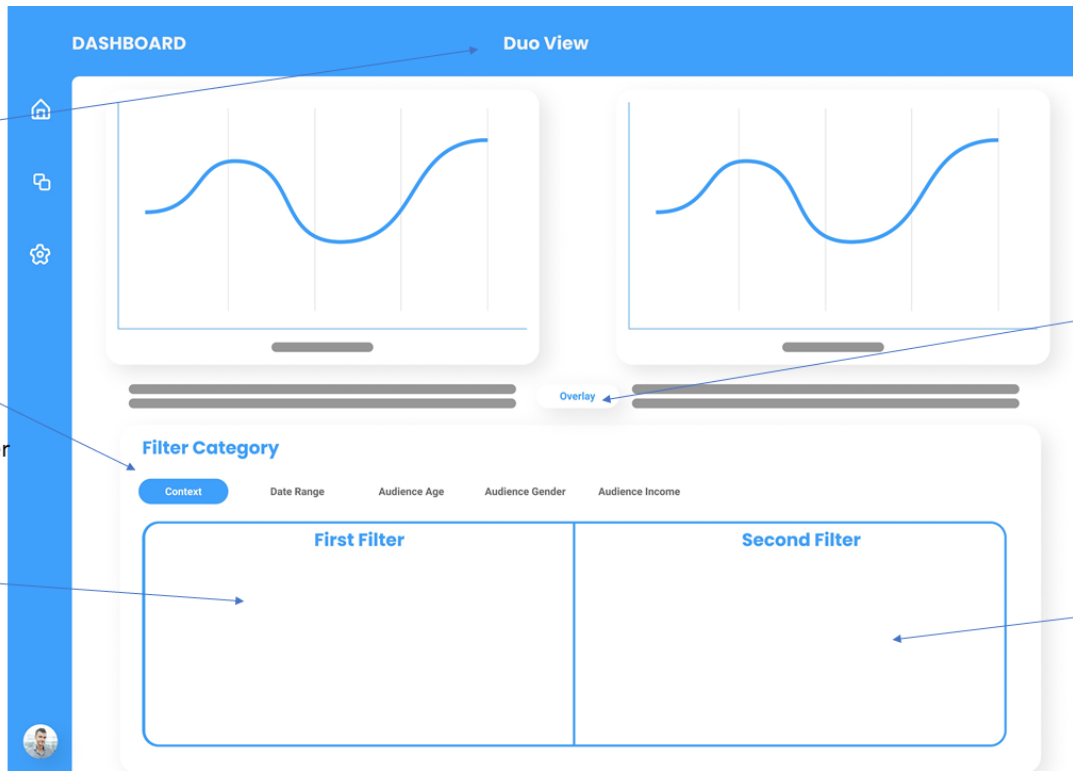 DASHBOARD
Duo View
Overlay
Filter Category
Context
Date Range
Audience Age
Audience Gender
Audience Income
First Filter
Second Filter